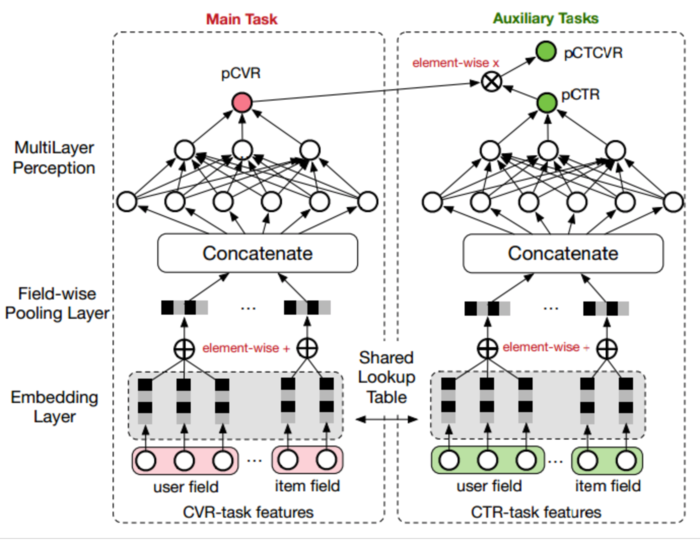 Main Task
Auxiliary Tasks
element-wise x
pCTCVR
pCVR
pCTR
MultiLayer
Perception
Concatenate
Concatenate
Field-wise
Pooling Layer
...
...
element-wise +
element-wise ÷
Shared
Lookup
Table
Embedding
Layer
...
...
user field
item field
user field
item field
CVR-task features
CTR-task features